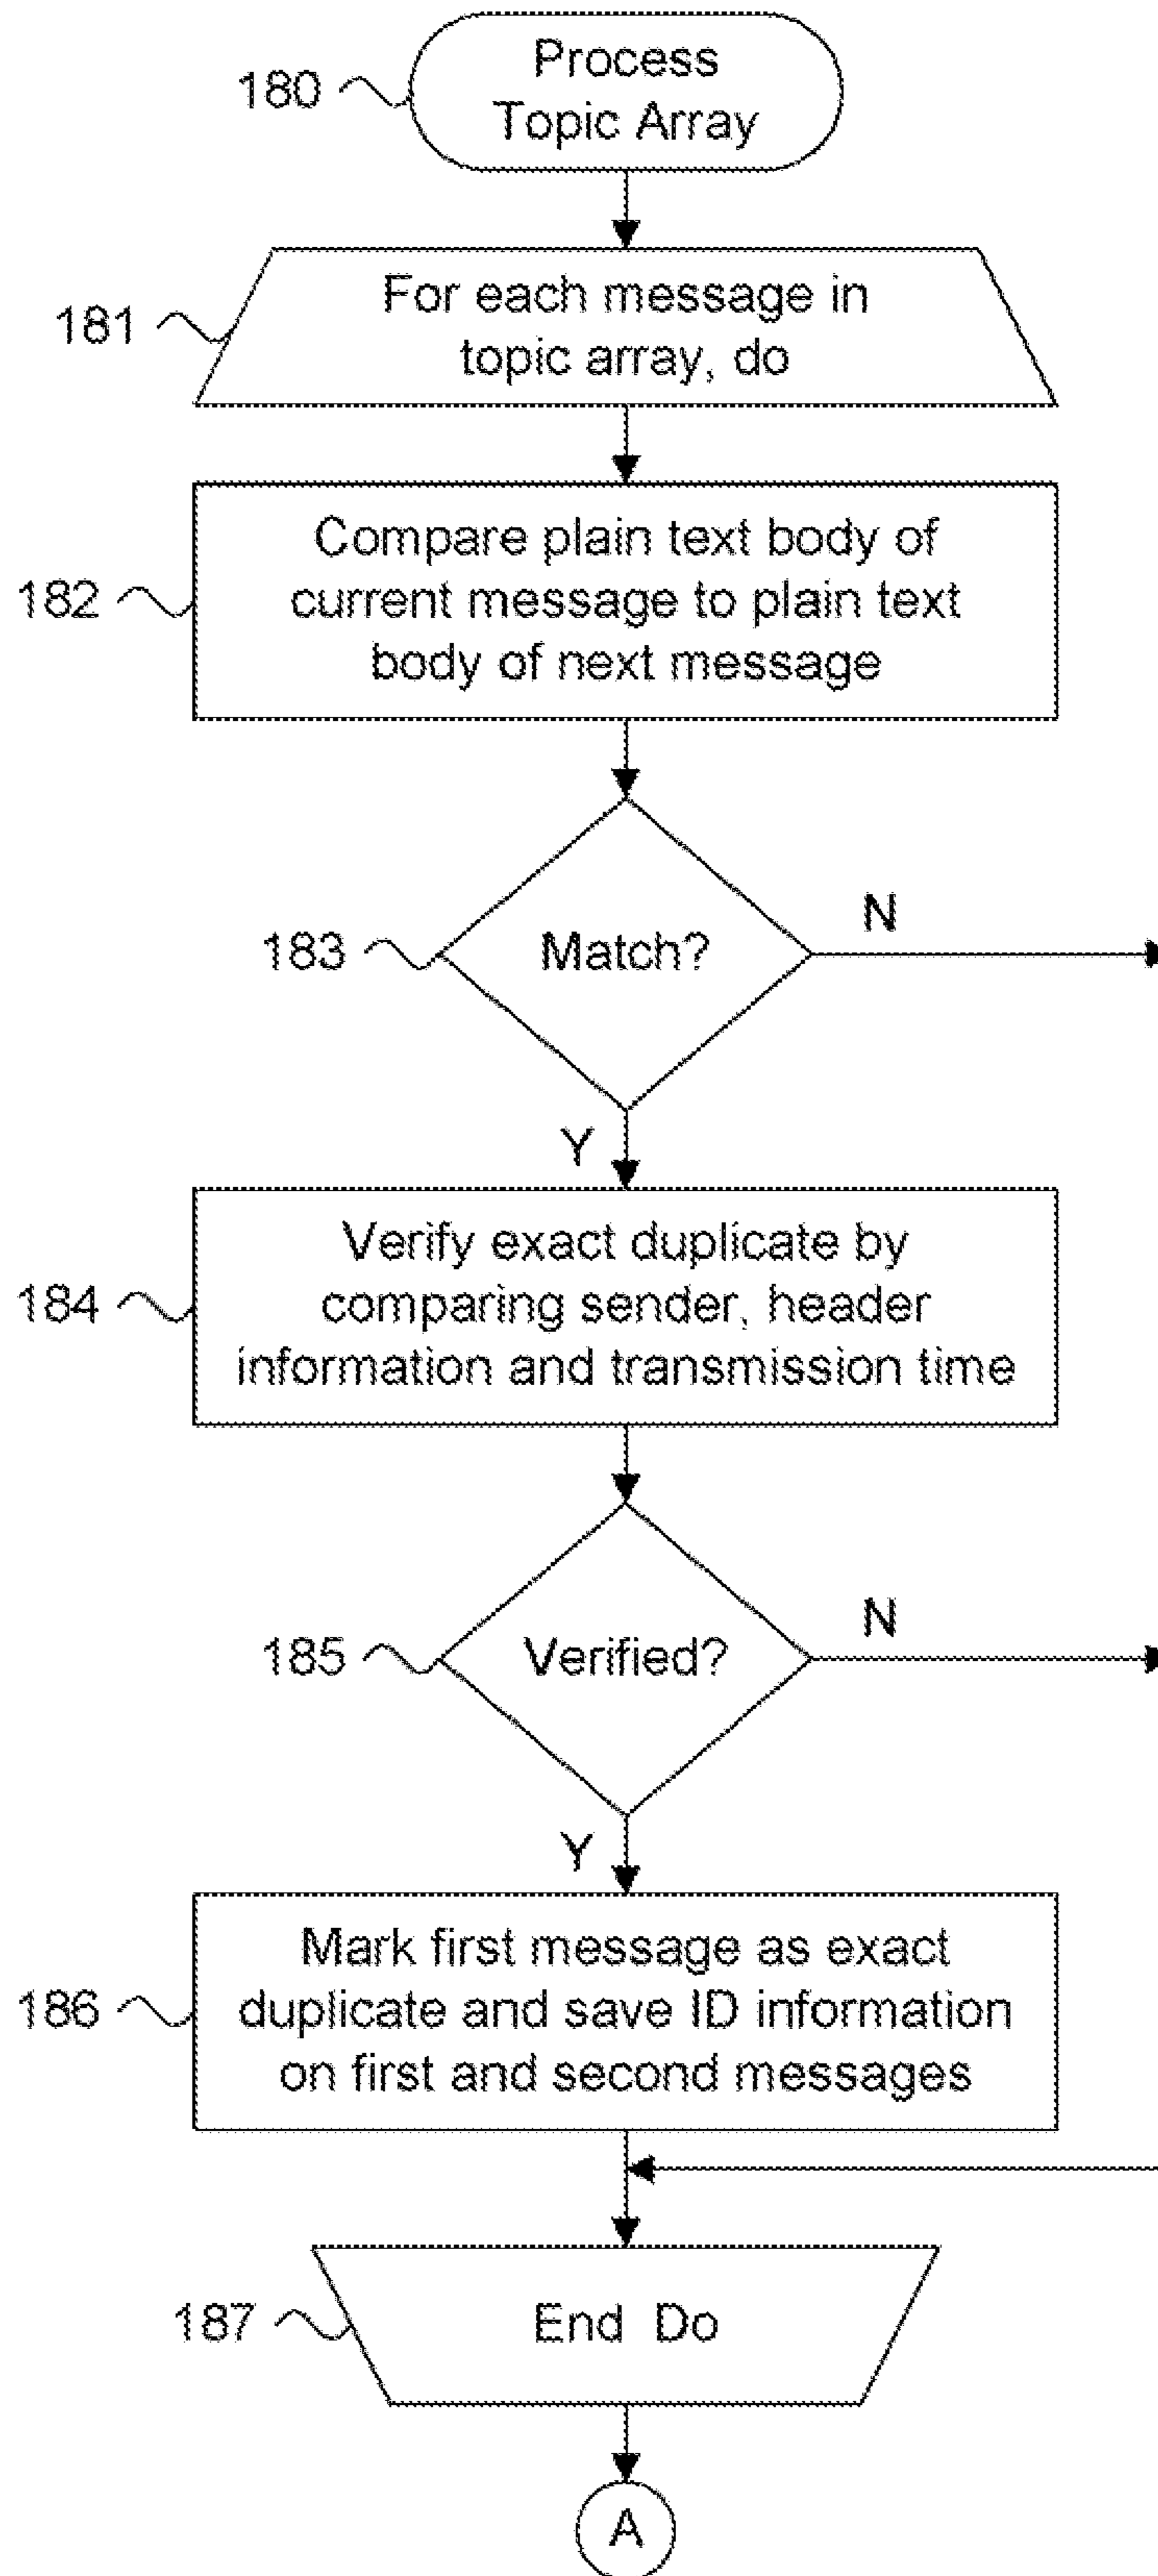 Process
180
Topic Array
For each message in
181
topic array, do
Compare plain text body of
182
current message to plain text
body of next message
N
183
Match?
Y
Verify exact duplicate by
184
comparing sender, header
information and transmission time
N
185
Verified?
Y
Mark first message as exact
186
duplicate and save ID information
on first and second messages
187
End Do
A